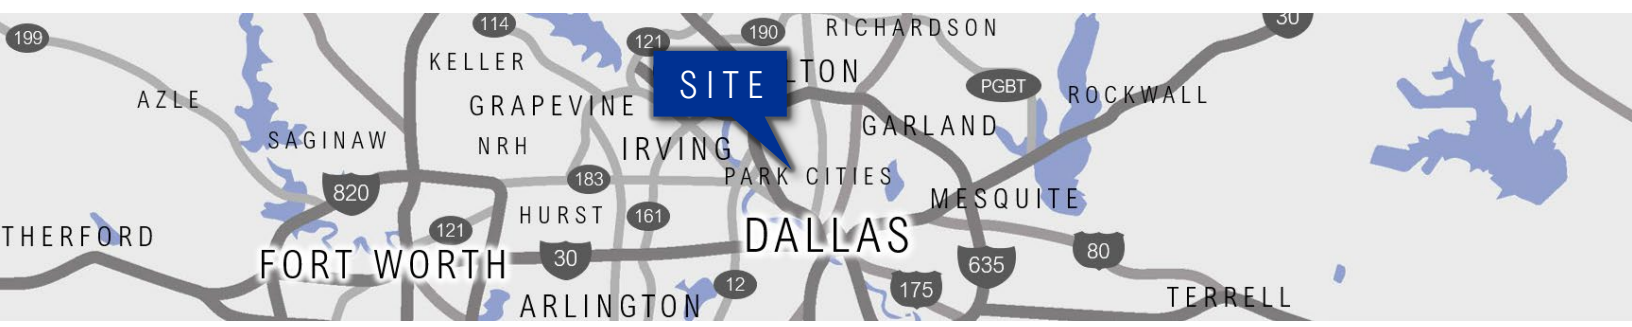 114
30
199
121
190
RICHARDSON
KELLER
LTON
SITE
PGBT
ROCKWALL
AZLE
GRAPEVINE
GARLAND
SAGINAW
NRH
IRVING
PARK CITIES
183
820
MESQUITE
HURST
161
121
THERFORD
DALLAS
30
80
FORT WORTH
635
12
175
TERRELL
ARLINGTON